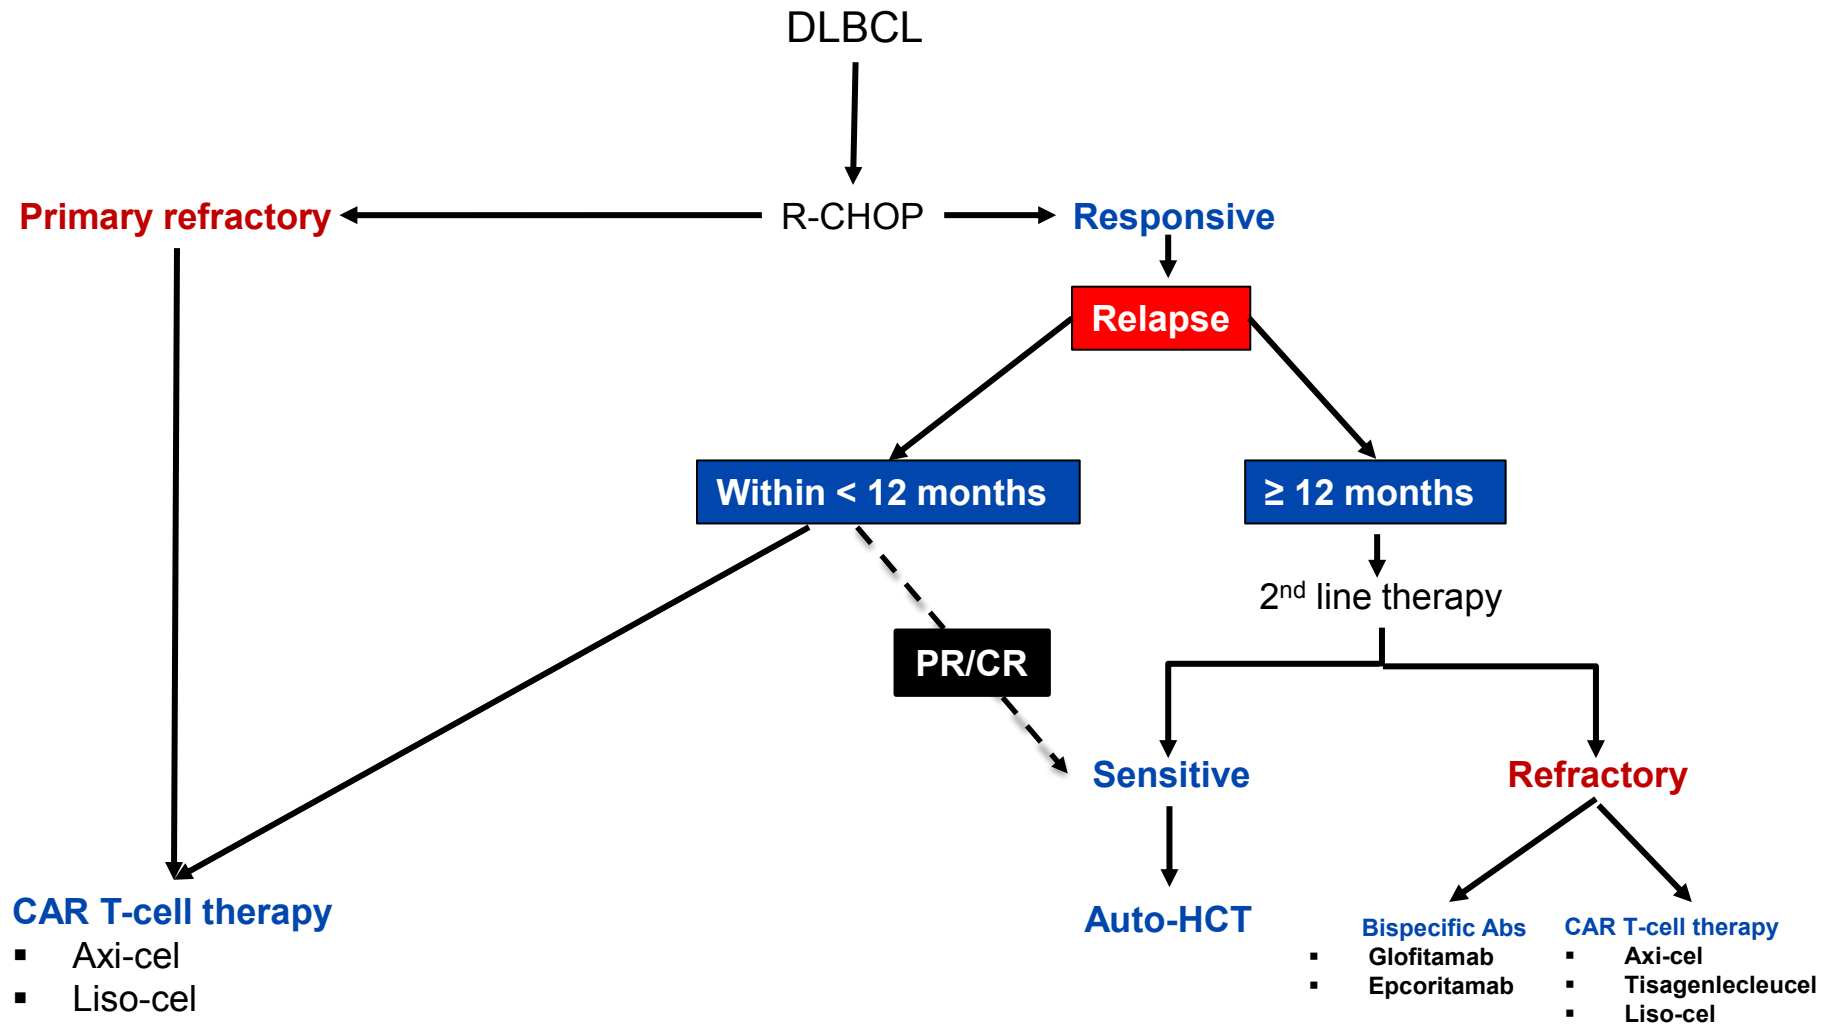 DLBCL
Primary refractory
R-CHOP
Responsive
Relapse
Within < 12 months
≥ 12 months
2nd line therapy
PR/CR
Sensitive
Refractory
CAR T-cell therapy
▪ Axi-cel
▪ Liso-cel
Auto-HCT
Bispecific Abs
▪ Glofitamab
▪ Epcoritamab
CAR T-cell therapy
▪ Axi-cel
▪ Tisagenlecleucel
▪ Liso-cel